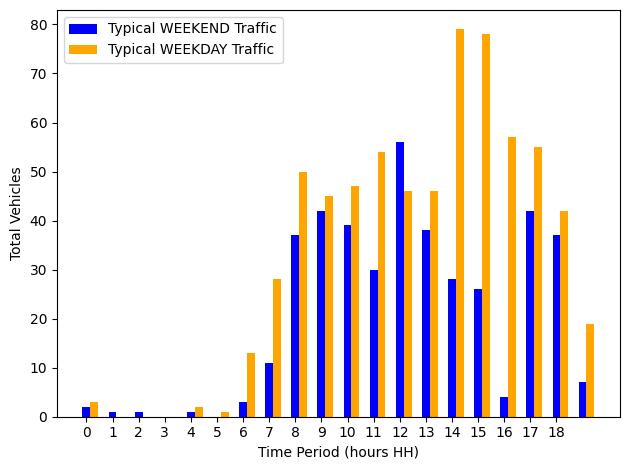 Typical WEEKEND Traffic
Typical WEEKDAY Traffic
80
70
60
50
40
30
20
10
0
Total Vehicles
0 1 2 3 4 5 6 7 8 9 10 11 12 13 14 15 16 17 18
Time Period (hours HH)